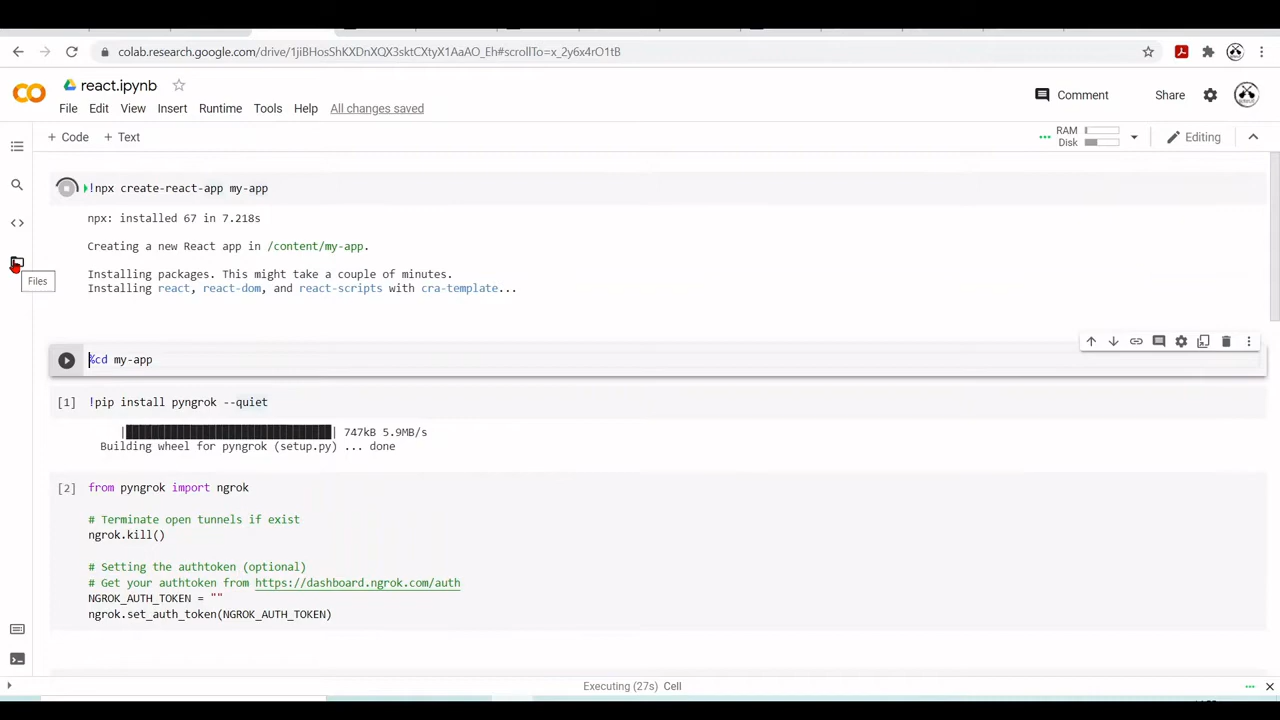 colab.research.google.com/drive/1jiBHosShKXDnXQX3sktCXtyX1AaAO_Eh#scrollTo=x_2y6x4rO1tB
react.ipynb
File Edit View Insert Runtime Tools Help All changes saved
Comment Share
+ Code + Text
RAM
Disk
Editing
!npx create-react-app my-app
npx: installed 67 in 7.218s
Creating a new React app in /content/my-app.
Installing packages. This might take a couple of minutes.
Installing react, react-dom, and react-scripts with cra-template...
Files
%cd my-app
[1] !pip install pyngrok --quiet
|████████████████████████████████| 747kB 5.9MB/s
Building wheel for pyngrok (setup.py) ... done
[2] from pyngrok import ngrok
# Terminate open tunnels if exist
ngrok.kill()
# Setting the authtoken (optional)
# Get your authtoken from https://dashboard.ngrok.com/auth
NGROK_AUTH_TOKEN = ""
ngrok.set_auth_token(NGROK_AUTH_TOKEN)
Executing (27s) Cell